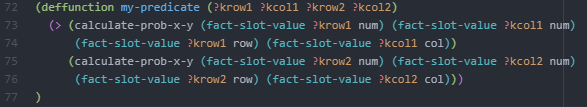 72 (deffunction my-predicate (?krow1 ?kcol1 ?krow2 ?kcol2)
73 (> (calculate-prob-x-y (fact-slot-value ?krow1 num) (fact-slot-value ?kcol1 num)
74 (fact-slot-value ?krow1 row) (fact-slot-value ?kcol1 col))
75 (calculate-prob-x-y (fact-slot-value ?krow2 num) (fact-slot-value ?kcol2 num)
76 (fact-slot-value ?krow2 row) (fact-slot-value ?kcol2 col)))
77 )